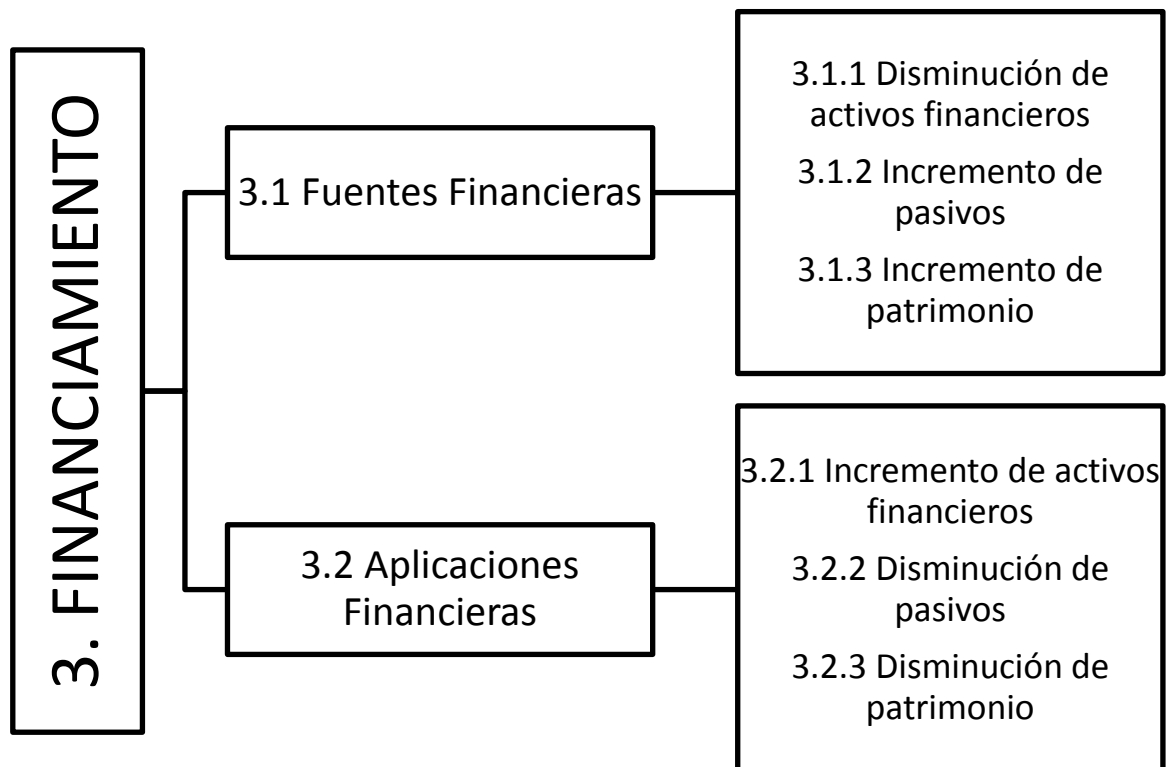 3. FINANCIAMIENTO
3.1 Fuentes Financieras
3.1.1 Disminución de
activos financieros
3.1.2 Incremento de
pasivos
3.1.3 Incremento de
patrimonio
3.2 Aplicaciones
Financieras
3.2.1 Incremento de activos
financieros
3.2.2 Disminución de
pasivos
3.2.3 Disminución de
patrimonio